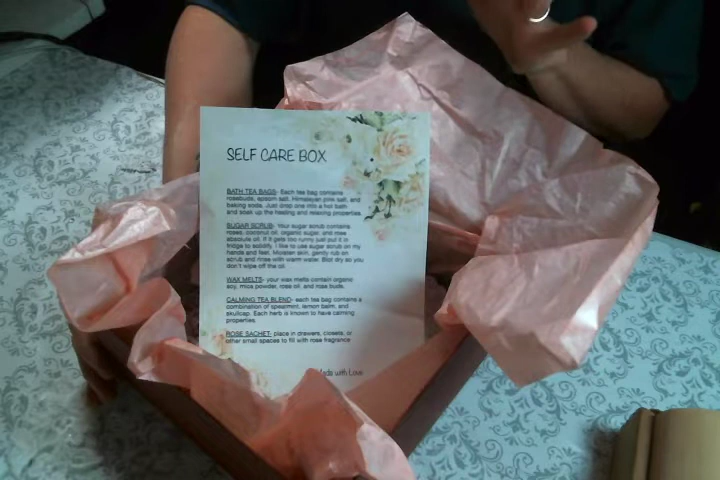 SELF CARE BOX
BATH TEA BAGS- Each tea bag contains
rosebuds, epsom salt, Himalayan pink salt, and
baking soda. Just drop one into a hot bath
and soak up the healing and relaxing properties
SUGAR SCRUB- Your sugar scrub contains
roses, coconut oil, organic sugar, and rose
absolute oil. If it gets too runny just put it in
fridge to solidify. I like to use sugar scrub on my
hands and feet. Moisten skin, gently rub on
scrub and rinse with warm water. Blot dry so you
don't wipe off the oil.
WAX MELTS- your wax melts contain organic
soy, mica powder, rose oil, and rose buds.
CALMING TEA BLEND- each tea bag contains a
combination of spearmint, lemon balm, and
skullcap. Each herb is known to have calming
properties.
ROSE SACHET- place in drawers, closets, or
other small spaces to fill with rose fragrance
Made with Love